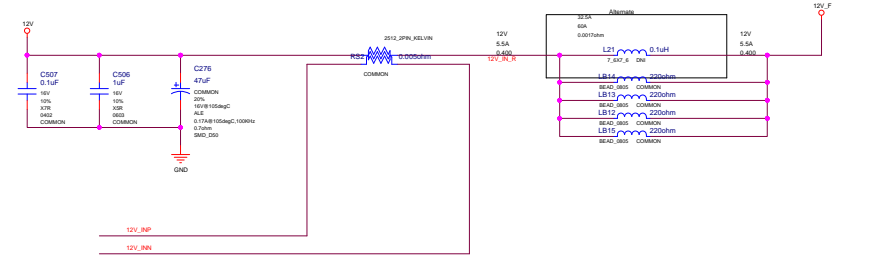 12V
12V_F
Alternate
32.5A
60A
0.0017ohm
2512_2PIN_KELVIN
12V
5.5A
0.400
12V_IN_R
RS2
0.005ohm
COMMON
L21
0.1uH
7_6X7_6
DNI
12V
5.5A
0.400
C507
0.1uF
16V
10%
X7R
0402
COMMON
C506
1uF
16V
10%
X5R
0603
COMMON
C276
47uF
COMMON
20%
16V@105degC
ALE
0.17A@105degC,100KHz
0.7ohm
SMD_D50
LB14
220ohm
BEAD_0805
COMMON
LB13
220ohm
BEAD_0805
COMMON
LB12
220ohm
BEAD_0805
COMMON
LB15
220ohm
BEAD_0805
COMMON
GND
12V_INP
12V_INN